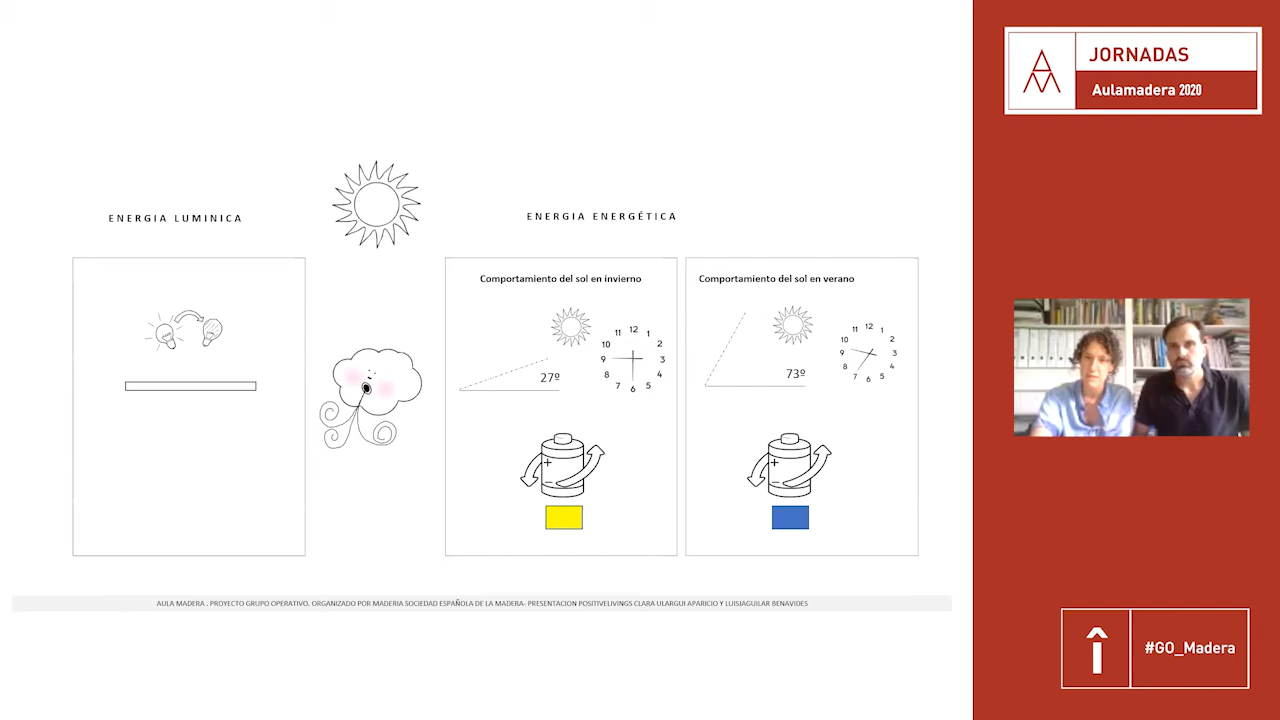 JORNADAS
Aulamadera 2020
ENERGIA LUMINICA
ENERGIA ENERGÉTICA
Comportamiento del sol en invierno
27º
12
1
2
3
4
5
6
7
8
9
10
11
+
−
Comportamiento del sol en verano
73º
12
1
2
3
4
5
6
7
8
9
10
11
+
−
AULA MADERA . PROYECTO GRUPO OPERATIVO. ORGANIZADO POR MADERIA SOCIEDAD ESPAÑOLA DE LA MADERA- PRESENTACION POSITIVELIVINGS CLARA ULARGUI APARICIO Y LUISJAGUILAR BENAVIDES
#GO_Madera